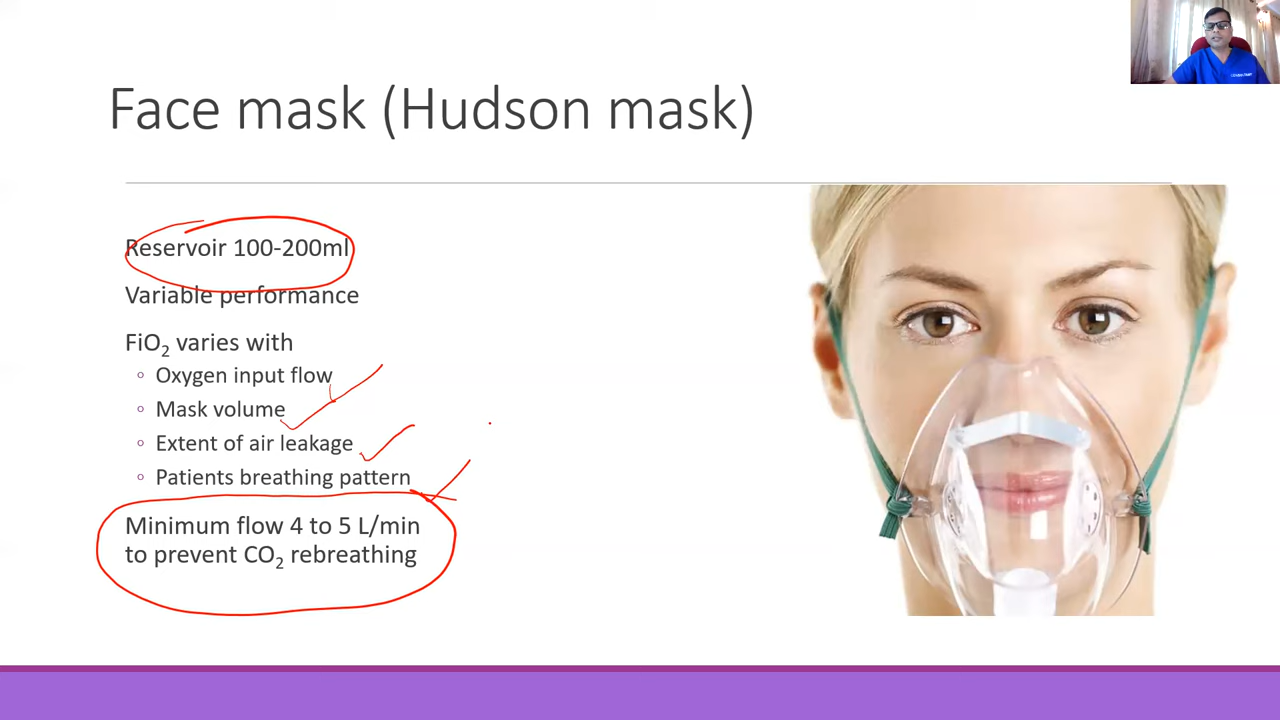 Face mask (Hudson mask)
Reservoir 100-200ml
Variable performance
FiO₂ varies with
Oxygen input flow
Mask volume
Extent of air leakage
Patients breathing pattern
Minimum flow 4 to 5 L/min
to prevent CO₂ rebreathing